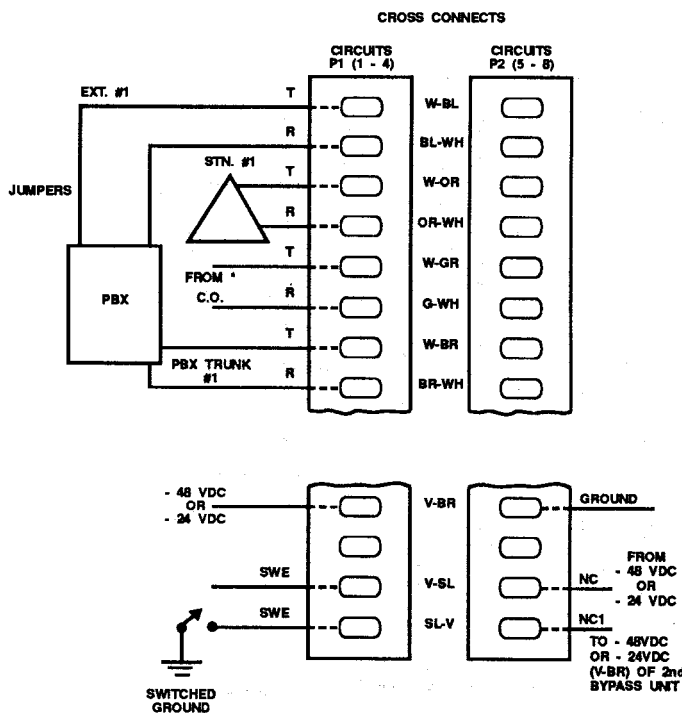 CROSS CONNECTS
CIRCUITS
P1 (1 - 4)
CIRCUITS
P2 (5 - 8)
EXT. #1
T
W-BL
R
BL-WH
STN. #1
T
W-OR
JUMPERS
R
OR-WH
T
W-GR
FROM *
C.O.
R
G-WH
PBX
T
W-BR
PBX TRUNK
#1
R
BR-WH
- 48 VDC
OR
- 24 VDC
V-BR
GROUND
FROM
- 48 VDC
OR
- 24 VDC
SWE
V-SL
NC
SWE
SL-V
NC1
TO - 48VDC
OR - 24VDC
(V-BR) OF 2nd
BYPASS UNIT
SWITCHED
GROUND